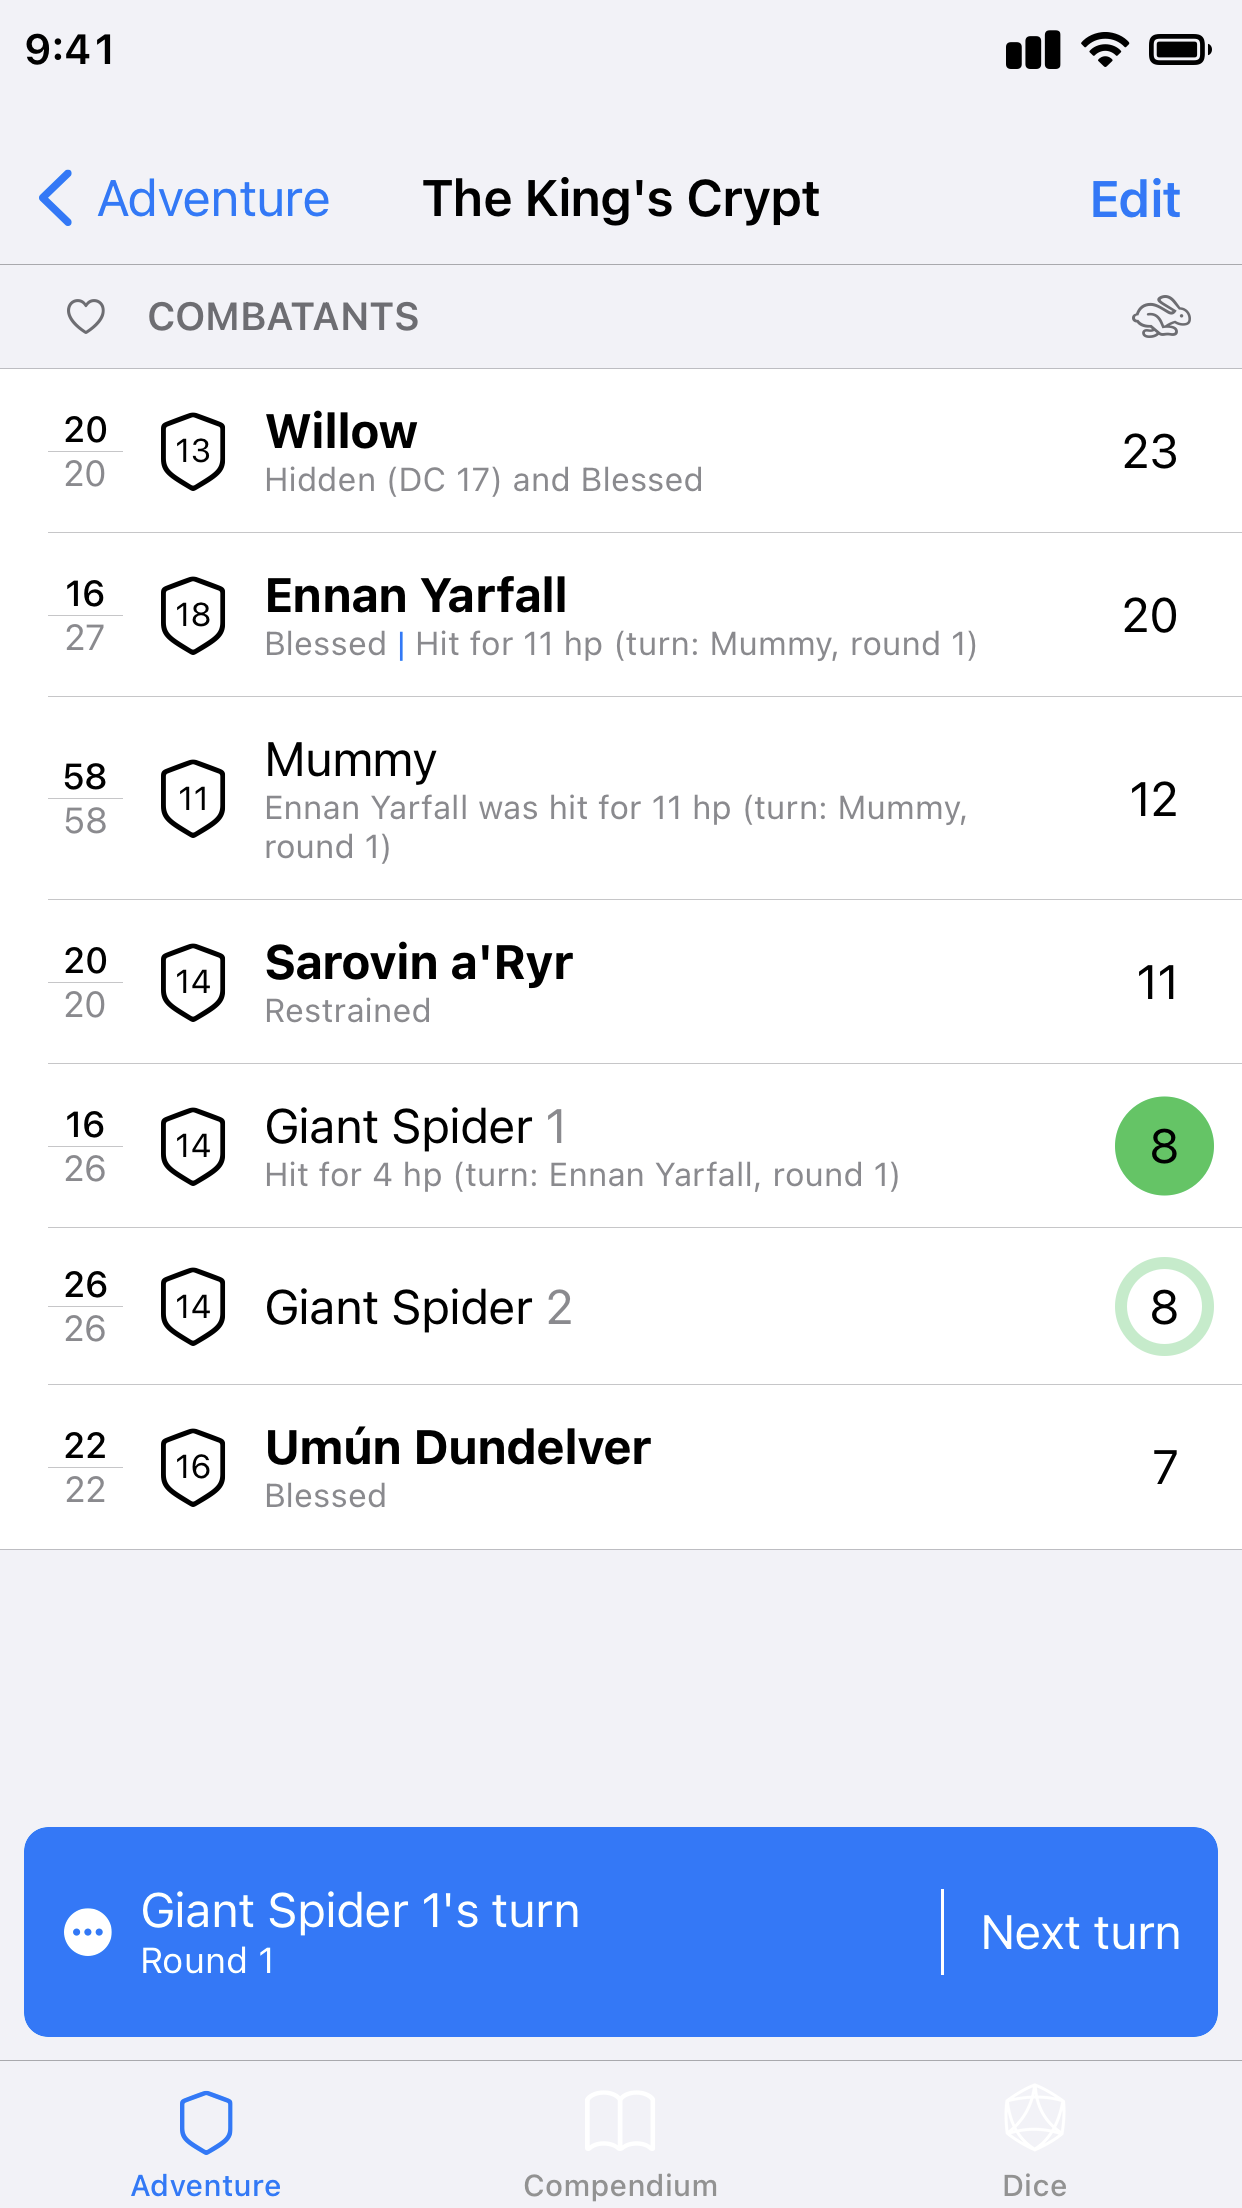 9:41
Adventure The King's Crypt Edit
COMBATANTS
20
20
13
Willow
Hidden (DC 17) and Blessed
23
16
27
18
Ennan Yarfall
Blessed | Hit for 11 hp (turn: Mummy, round 1)
20
58
58
11
Mummy
Ennan Yarfall was hit for 11 hp (turn: Mummy,
round 1)
12
20
20
14
Sarovin a'Ryr
Restrained
11
16
26
14
Giant Spider 1
Hit for 4 hp (turn: Ennan Yarfall, round 1)
8
26
26
14
Giant Spider 2
8
22
22
16
Umún Dundelver
Blessed
7
Giant Spider 1's turn
Round 1
Next turn
Adventure Compendium Dice